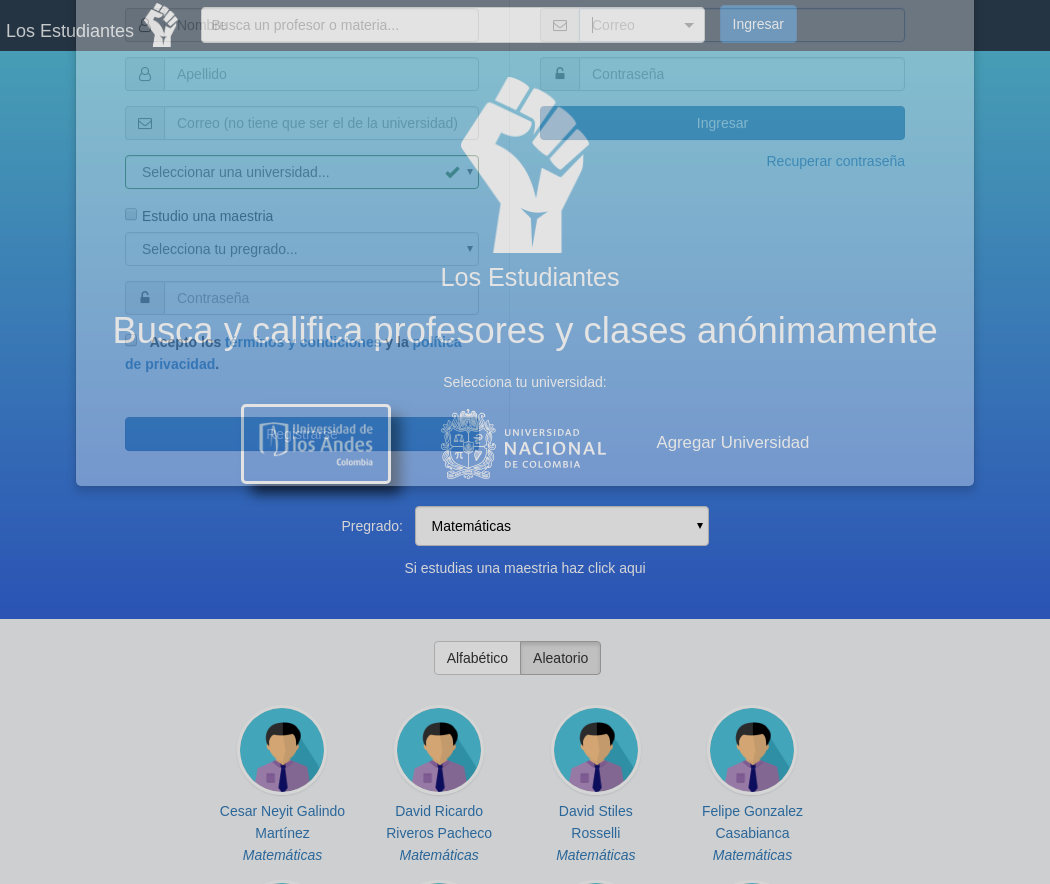 Los Estudiantes
Nombre
Busca un profesor o materia...
Correo
Ingresar
Apellido
Contraseña
Correo (no tiene que ser el de la universidad)
Ingresar
Seleccionar una universidad...
Recuperar contraseña
Estudio una maestria
Selecciona tu pregrado...
Los Estudiantes
Contraseña
Busca y califica profesores y clases anónimamente
Acepto los términos y condiciones y la política
de privacidad.
Selecciona tu universidad:
Registrarse
Universidad de
los Andes
Colombia
UNIVERSIDAD
NACIONAL
DE COLOMBIA
Agregar Universidad
Pregrado:
Matemáticas
Si estudias una maestria haz click aqui
Alfabético
Aleatorio
Cesar Neyit Galindo
Martínez
Matemáticas
David Ricardo
Riveros Pacheco
Matemáticas
David Stiles
Rosselli
Matemáticas
Felipe Gonzalez
Casabianca
Matemáticas